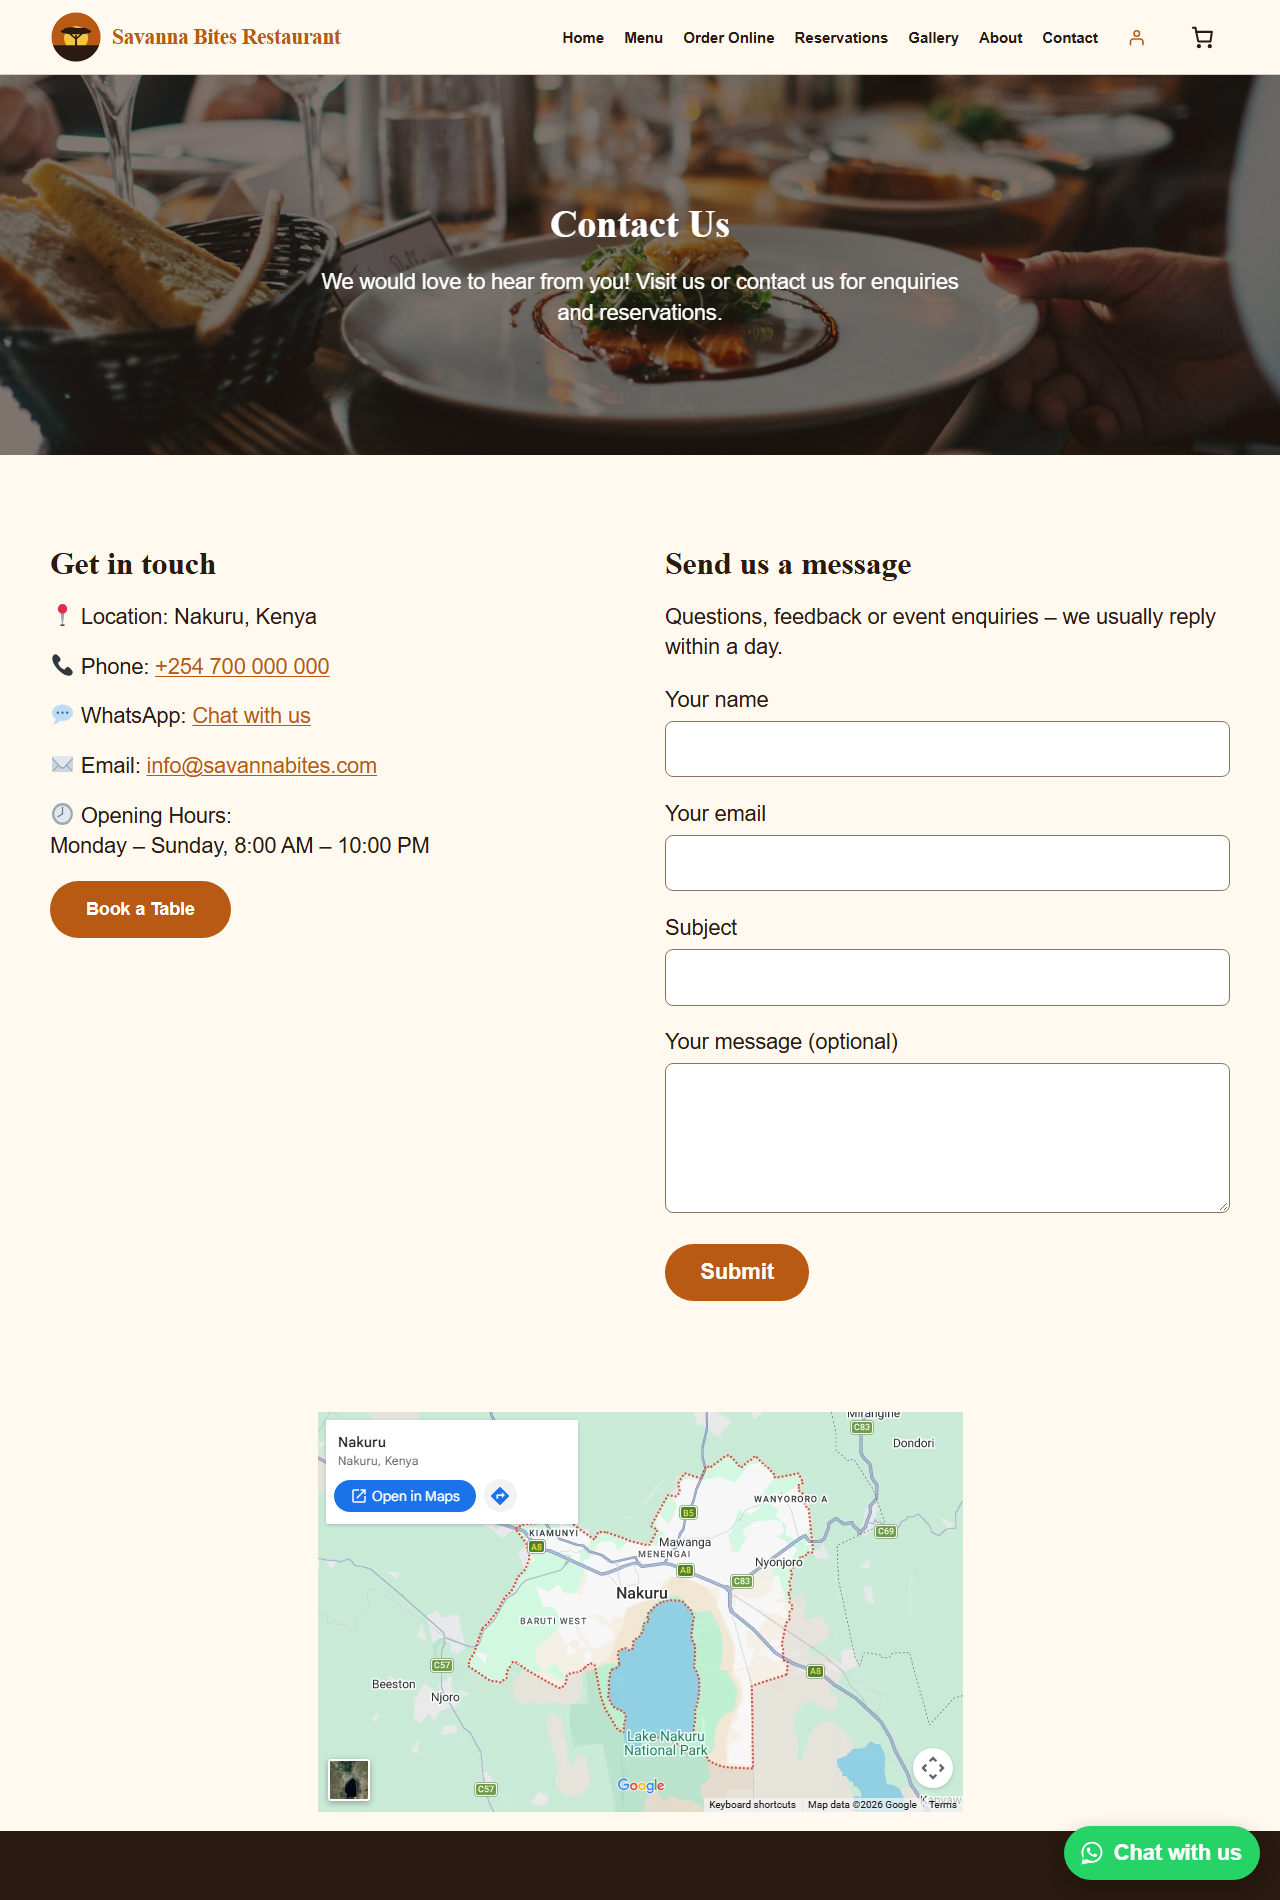 Savanna Bites Restaurant
Home Menu Order Online Reservations Gallery About Contact
Contact Us
We would love to hear from you! Visit us or contact us for enquiries
and reservations.
Get in touch
Location: Nakuru, Kenya
Phone: +254 700 000 000
WhatsApp: Chat with us
Email: info@savannabites.com
Opening Hours:
Monday – Sunday, 8:00 AM – 10:00 PM
Book a Table
Send us a message
Questions, feedback or event enquiries – we usually reply
within a day.
Your name
Your email
Subject
Your message (optional)
Submit
Nakuru
Nakuru, Kenya
Open in Maps
Mirangine
C83
Dondori
WANYORORO A
B5
C69
KIAMUNYI
A8
Mawanga
MENENGAI
Nyonjoro
A8
C83
Nakuru
BARUTI WEST
C57
A8
Beeston
Njoro
Lake Nakuru
National Park
Google
C57
Keyboard shortcuts
Map data ©2026 Google
Terms
Chat with us